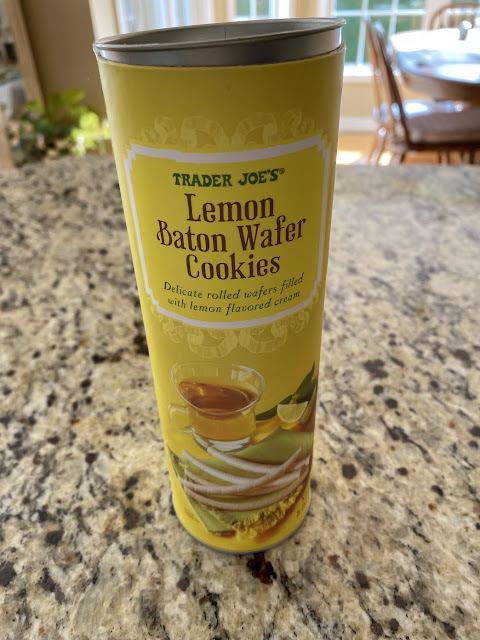 TRADER JOE'S®
Lemon
Baton Wafer
Cookies
Delicate rolled wafers filled
with lemon flavored cream